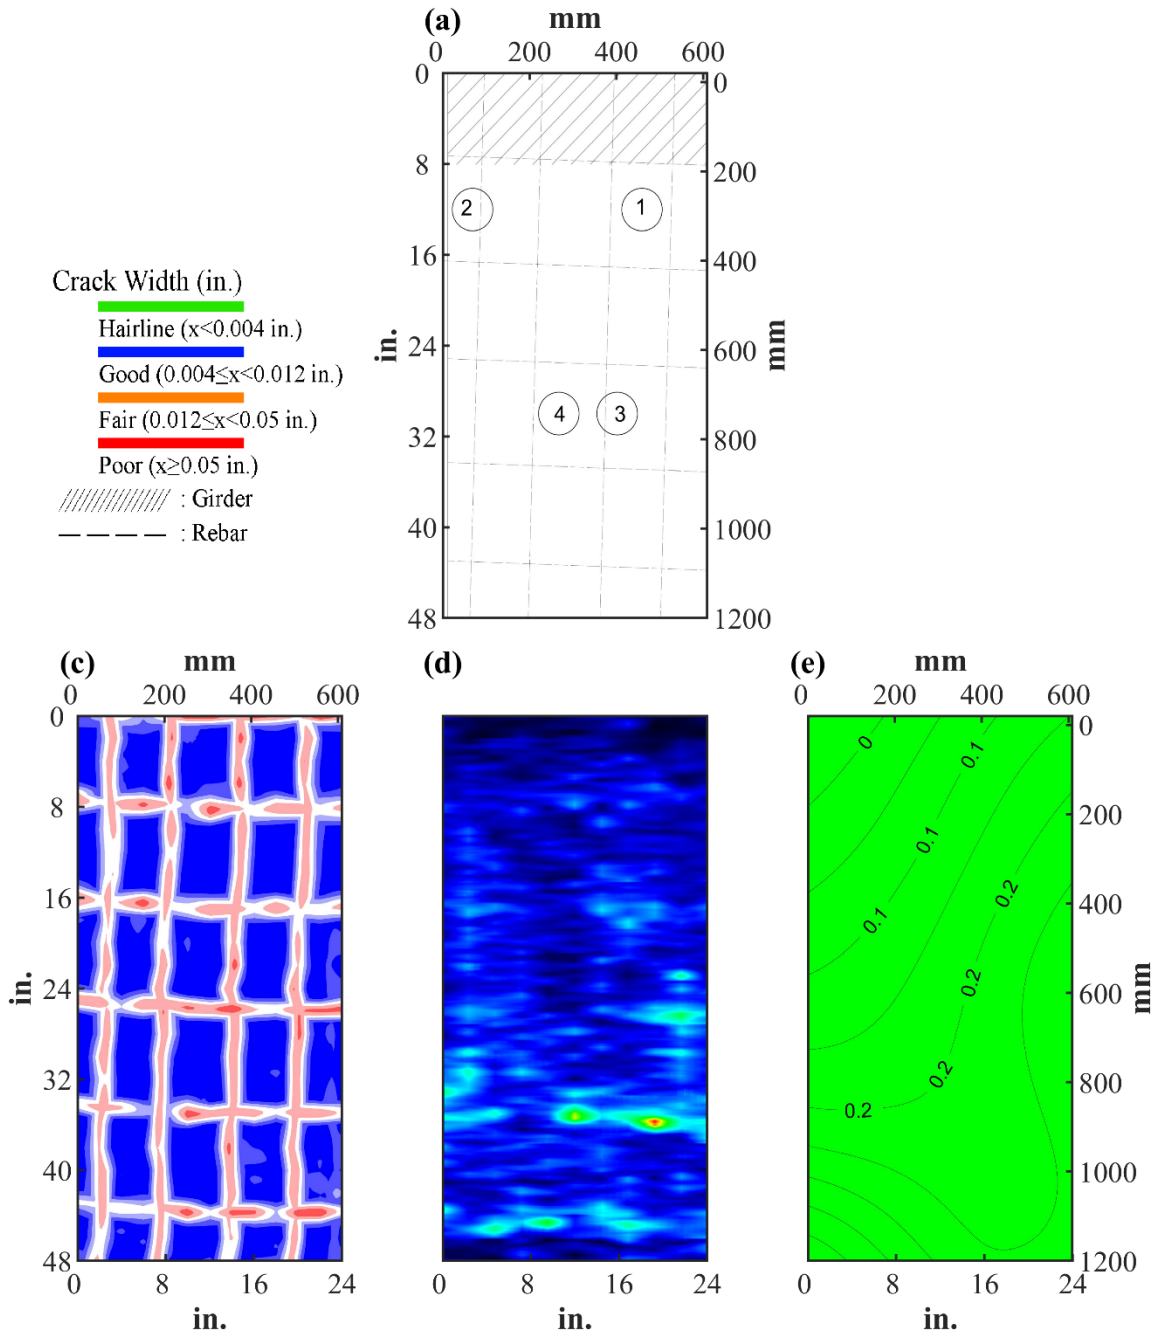 (a)
mm
0 200 400 600
0
8
16
24
32
40
48
in.
0
200
400
600
800
1000
1200
mm
2
1
4
3
Crack Width (in.)
Hairline (x<0.004 in.)
Good (0.004≤x<0.012 in.)
Fair (0.012≤x<0.05 in.)
Poor (x≥0.05 in.)
: Girder
: Rebar
(c)
mm
0 200 400 600
0
8
16
24
32
40
48
in.
0 8 16 24
in.
(d)
0 8 16 24
in.
(e)
mm
0 200 400 600
0
200
400
600
800
1000
1200
mm
0
0.1
0.1
0.1
0.2
0.2
0.2
0.2
0 8 16 24
in.